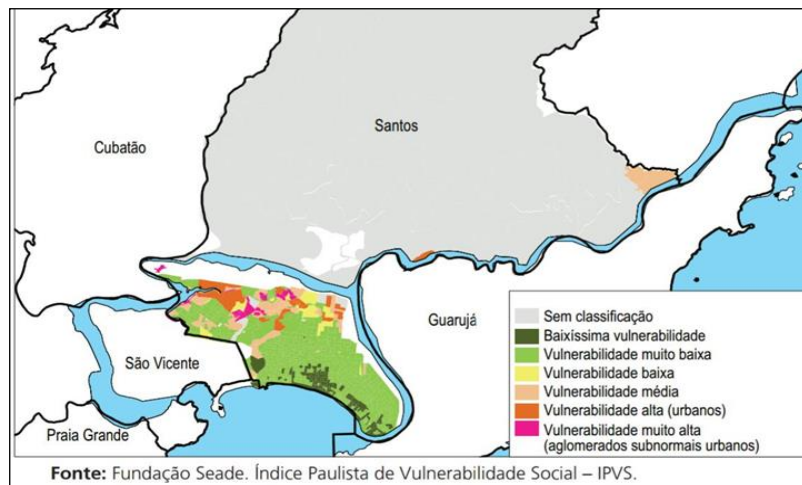 Santos
Cubatão
Guarujá
São Vicente
Praia Grande
Sem classificação
Baixíssima vulnerabilidade
Vulnerabilidade muito baixa
Vulnerabilidade baixa
Vulnerabilidade média
Vulnerabilidade alta (urbanos)
Vulnerabilidade muito alta
(aglomerados subnormais urbanos)
Fonte: Fundação Seade. Índice Paulista de Vulnerabilidade Social – IPVS.